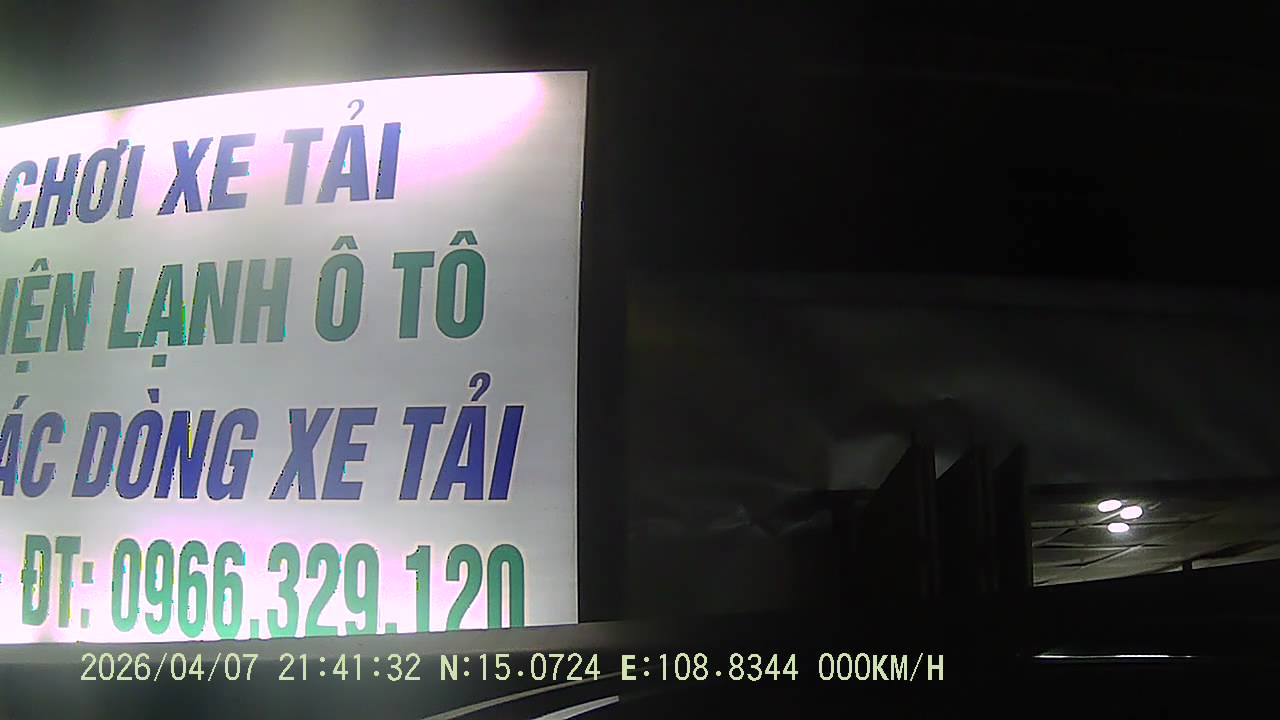 CHƠI XE TẢI
IỆN LẠNH Ô TÔ
ÁC DÒNG XE TẢI
ĐT: 0966.329.120
2026/04/07 21:41:32 N:15.0724 E:108.8344 000KM/H